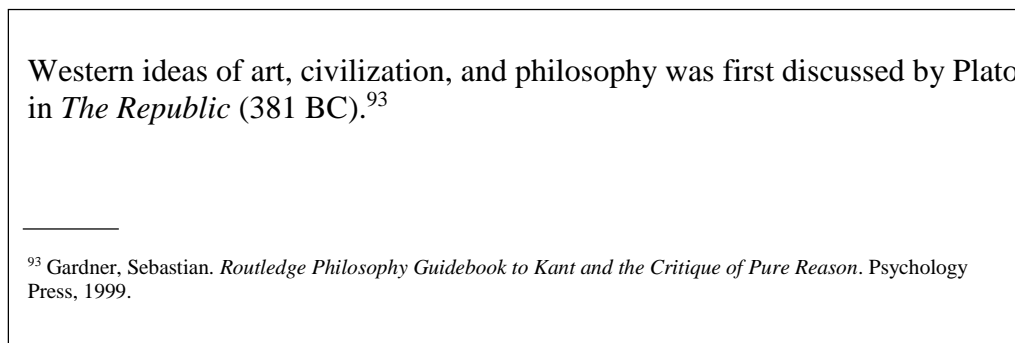 Western ideas of art, civilization, and philosophy was first discussed by Plato
in The Republic (381 BC).93
93 Gardner, Sebastian. Routledge Philosophy Guidebook to Kant and the Critique of Pure Reason. Psychology
Press, 1999.